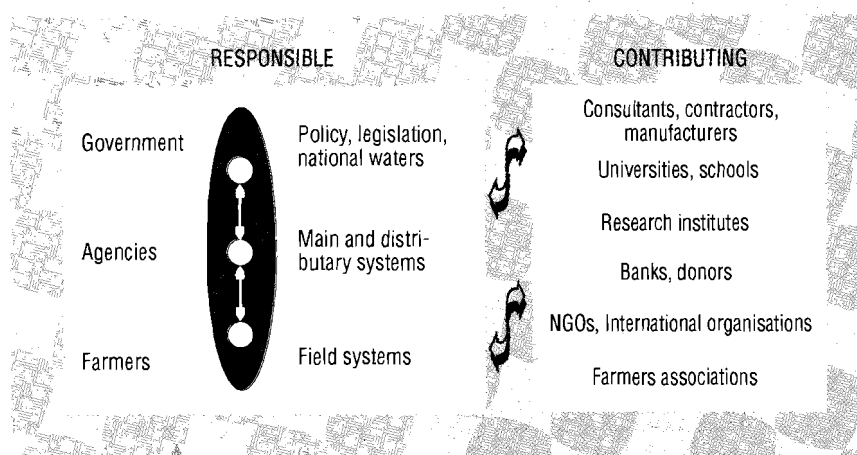 RESPONSIBLE
Government
Policy, legislation,
national waters
Agencies
Main and distri-
butary systems
Farmers
Field systems
CONTRIBUTING
Consultants, contractors,
manufacturers
Universities, schools
Research institutes
Banks, donors
NGOs, International organisations
Farmers associations